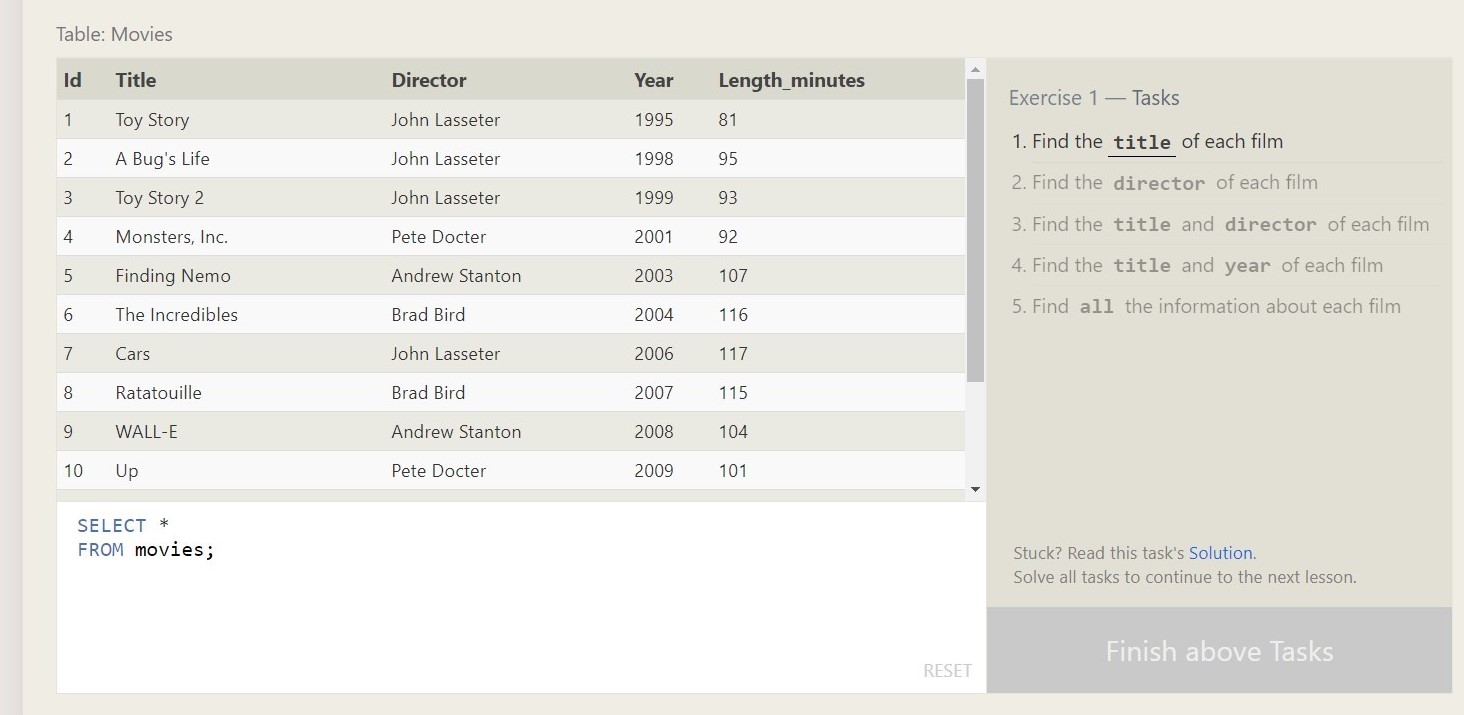 Table: Movies
Id Title Director Year Length_minutes
1 Toy Story John Lasseter 1995 81
2 A Bug's Life John Lasseter 1998 95
3 Toy Story 2 John Lasseter 1999 93
4 Monsters, Inc. Pete Docter 2001 92
5 Finding Nemo Andrew Stanton 2003 107
6 The Incredibles Brad Bird 2004 116
7 Cars John Lasseter 2006 117
8 Ratatouille Brad Bird 2007 115
9 WALL-E Andrew Stanton 2008 104
10 Up Pete Docter 2009 101
SELECT *
FROM movies;
RESET
Exercise 1 — Tasks
1. Find the title of each film
2. Find the director of each film
3. Find the title and director of each film
4. Find the title and year of each film
5. Find all the information about each film
Stuck? Read this task's Solution.
Solve all tasks to continue to the next lesson.
Finish above Tasks